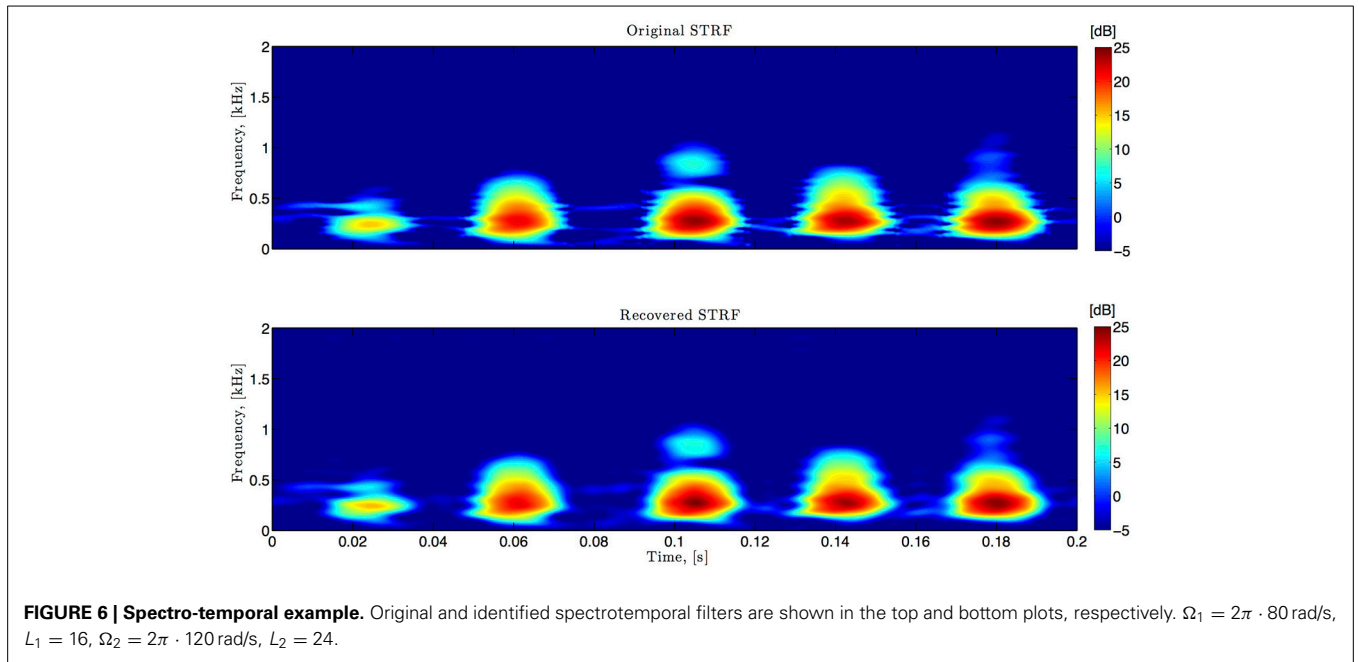 Original STRF
[dB]
Frequency, [kHz]
2
1.5
1
0.5
0
25
20
15
10
5
0
−5
Recovered STRF
[dB]
Frequency, [kHz]
2
1.5
1
0.5
0
25
20
15
10
5
0
−5
0 0.02 0.04 0.06 0.08 0.1 0.12 0.14 0.16 0.18 0.2
Time, [s]
FIGURE 6 | Spectro-temporal example. Original and identified spectrotemporal filters are shown in the top and bottom plots, respectively. Ω₁ = 2π · 80 rad/s,
L₁ = 16, Ω₂ = 2π · 120 rad/s, L₂ = 24.